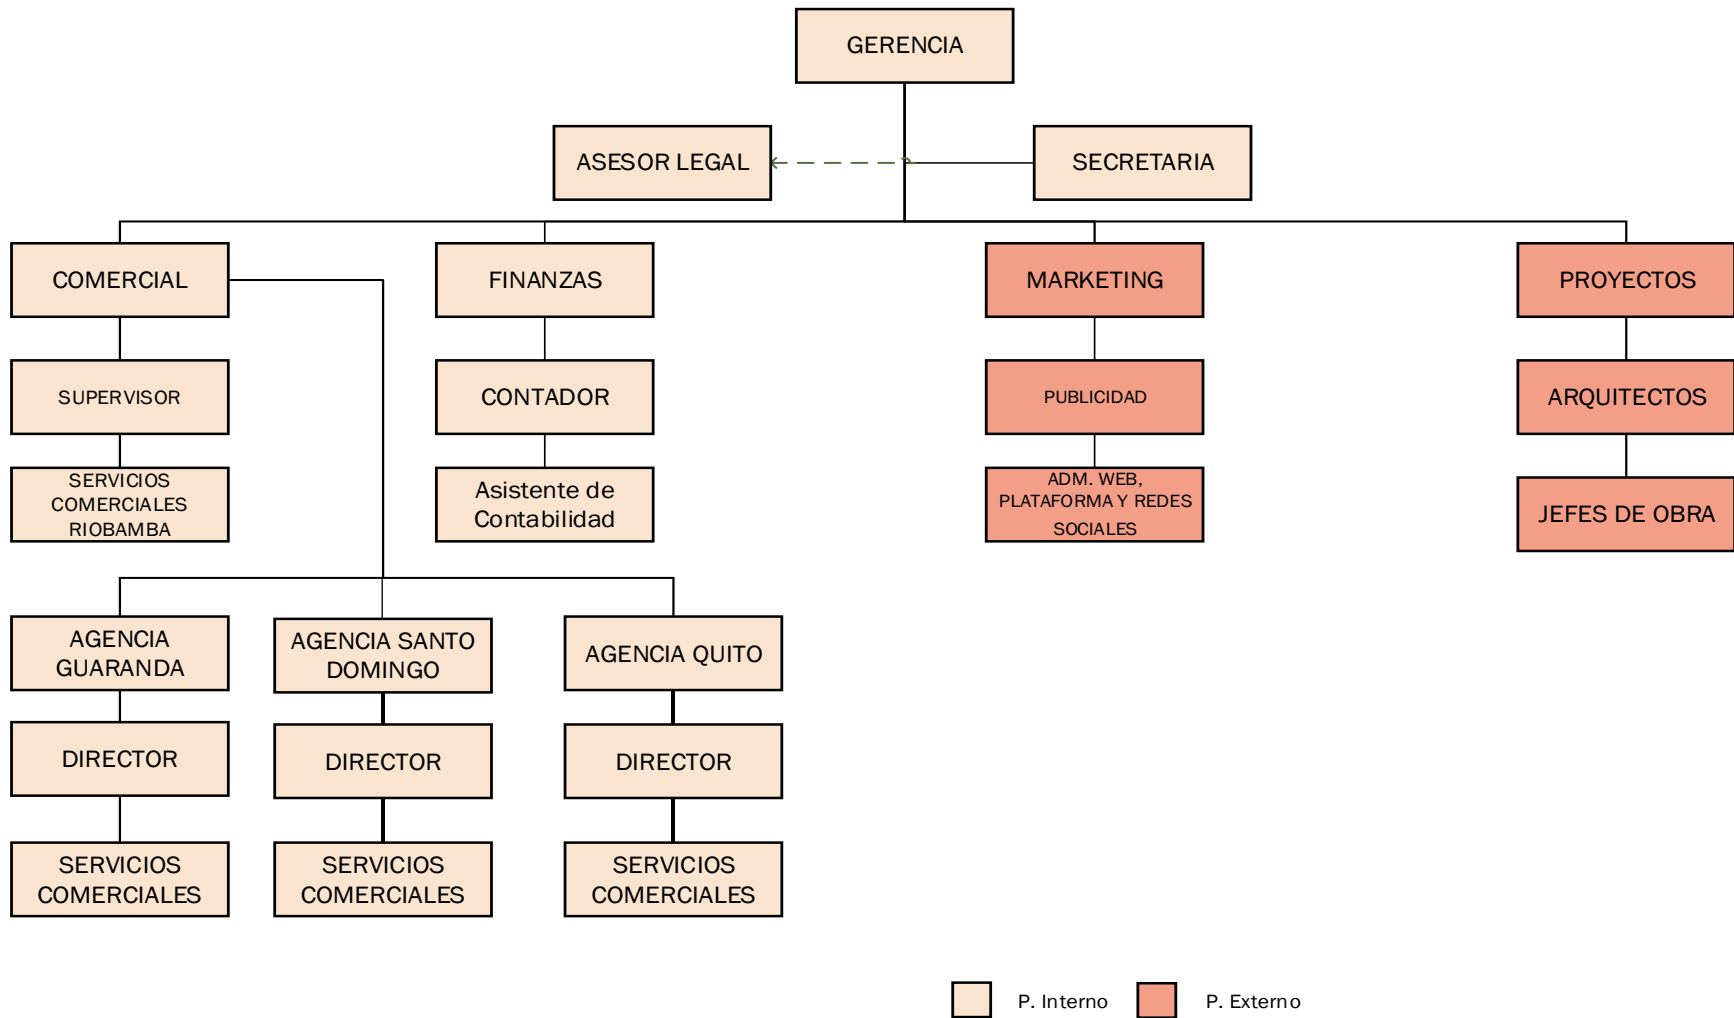 GERENCIA
ASESOR LEGAL
SECRETARIA
COMERCIAL
FINANZAS
MARKETING
PROYECTOS
SUPERVISOR
CONTADOR
PUBLICIDAD
ARQUITECTOS
SERVICIOS
COMERCIALES
RIOBAMBA
Asistente de
Contabilidad
ADM. WEB,
PLATAFORMA Y REDES
SOCIALES
JEFES DE OBRA
AGENCIA
GUARANDA
AGENCIA SANTO
DOMINGO
AGENCIA QUITO
DIRECTOR
DIRECTOR
DIRECTOR
SERVICIOS
COMERCIALES
SERVICIOS
COMERCIALES
SERVICIOS
COMERCIALES
P. Interno
P. Externo